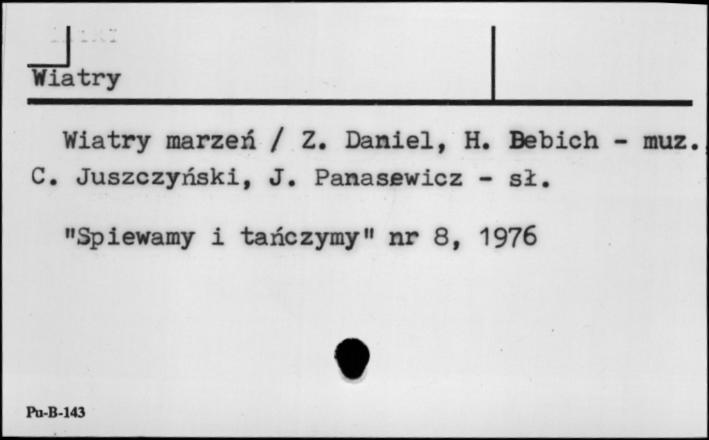 Wiatry
Wiatry marzeń / Z. Daniel, H. Bebich - muz.,
C. Juszczyński, J. Panasewicz - sł.
"Spiewamy i tańczymy" nr 8, 1976
Pu-B-143